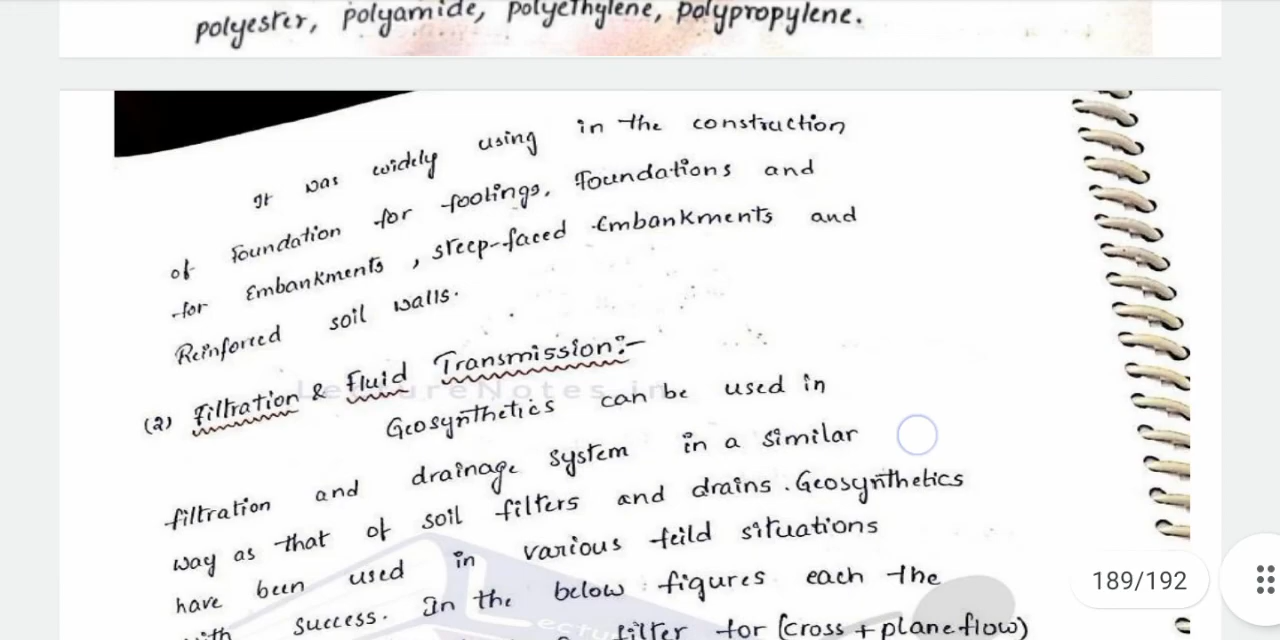 polyester, polyamide, polyethylene, polypropylene.
It was widely using in the construction
of Foundation for footings, Foundations and
for Embankments, steep-faced Embankments and
Reinforced soil walls.
(2) Filtration & Fluid Transmission:-
LectureNotes.in
Geosynthetics can be used in
filtration and drainage system in a similar
way as that of soil filters and drains. Geosynthetics
have been used in various feild situations
with success. In the below figures each the
filter for (cross + plane flow)
189/192